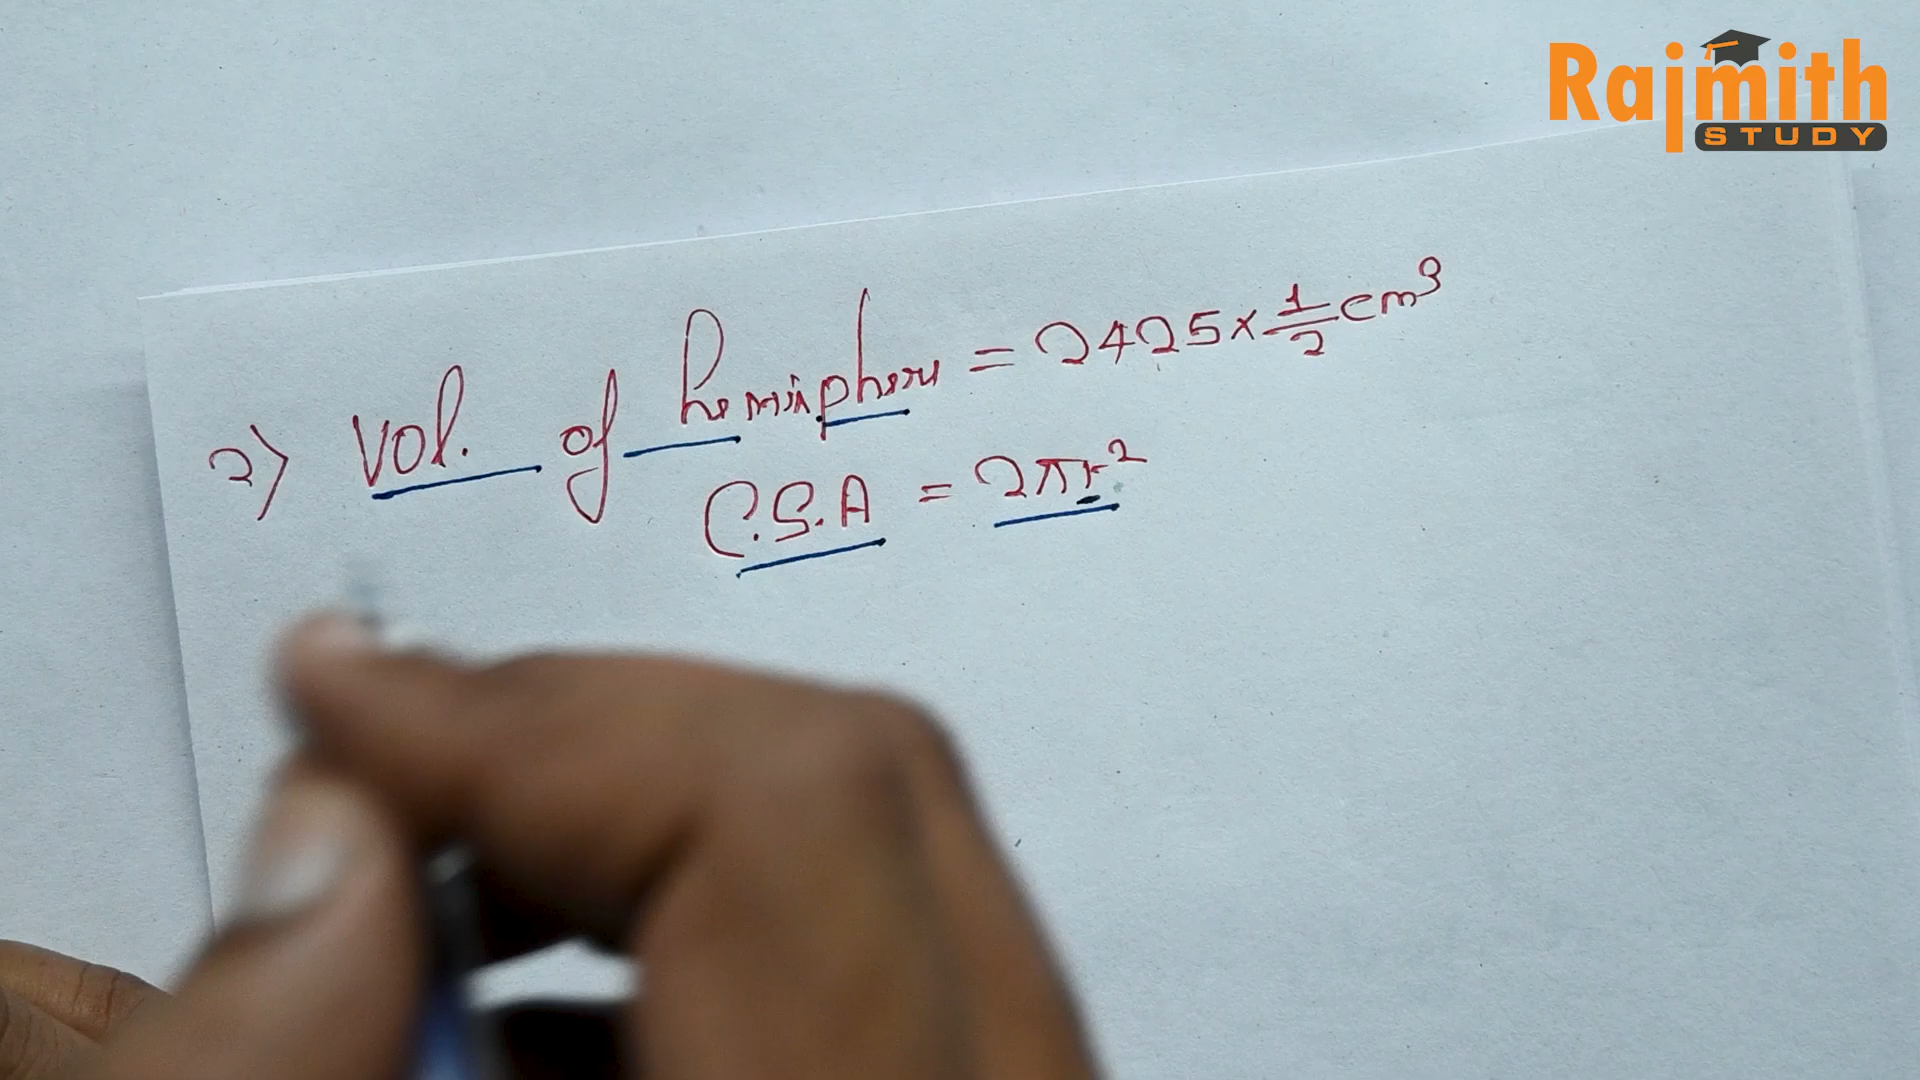 Rajmith
STUDY
2) Vol. of hemisphere = 2425 × 1/2 cm³
C.S.A = 2πr²